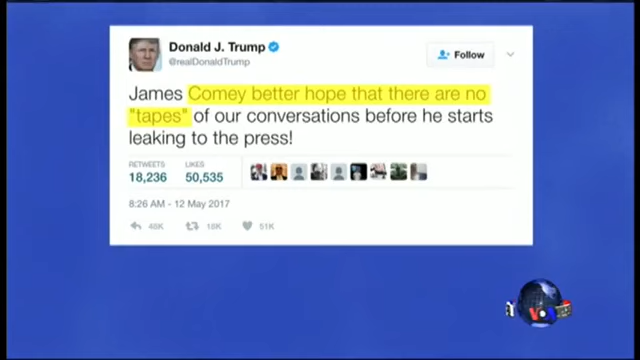 Donald J. Trump
@realDonaldTrump
Follow
James Comey better hope that there are no
"tapes" of our conversations before he starts
leaking to the press!
RETWEETS LIKES
18,236 50,535
8:26 AM - 12 May 2017
48K 18K 51K
VOA